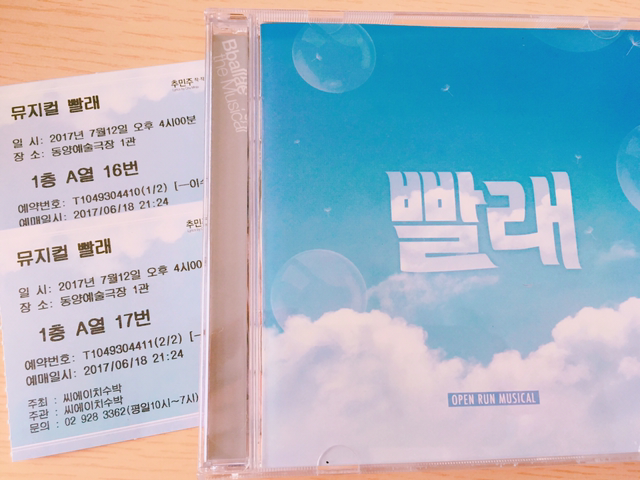 추민주
뮤지컬 빨래
일 시: 2017년 7월12일 오후 4시00분
장 소: 동양예술극장 1관
1층 A열 16번
예약번호: T1049304410(1/2) [
예매일시: 2017/06/18 21:24
추민
뮤지컬 빨래
일 시: 2017년 7월12일 오후 4시00
장 소: 동양예술극장 1관
1층 A열 17번
예약번호: T1049304411(2/2) [
예매일시: 2017/06/18 21:24
주최 : 씨에이치수박
주관 : 씨에이치수박
문의 : 02 928 3362(평일10시~7시)
the Musical
빨래
OPEN RUN MUSICAL